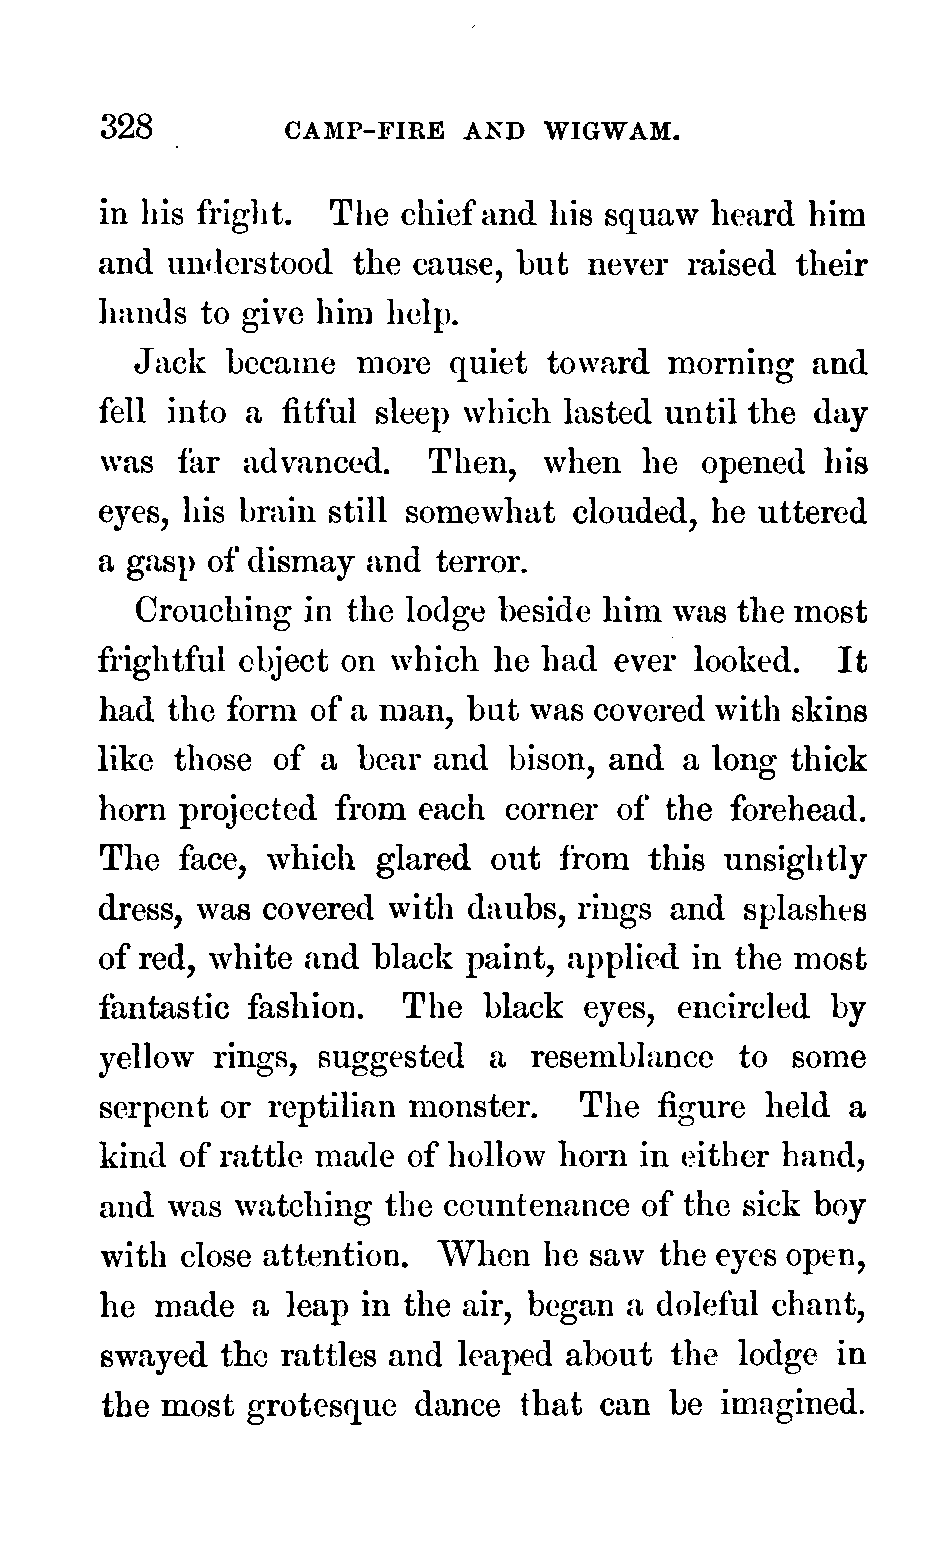 328 CAMP-FIRE AND WIGWAM.
in his fright. The chief and his squaw heard him
and understood the cause, but never raised their
hands to give him help.
Jack became more quiet toward morning and
fell into a fitful sleep which lasted until the day
was far advanced. Then, when he opened his
eyes, his brain still somewhat clouded, he uttered
a gasp of dismay and terror.
Crouching in the lodge beside him was the most
frightful object on which he had ever looked. It
had the form of a man, but was covered with skins
like those of a bear and bison, and a long thick
horn projected from each corner of the forehead.
The face, which glared out from this unsightly
dress, was covered with daubs, rings and splashes
of red, white and black paint, applied in the most
fantastic fashion. The black eyes, encircled by
yellow rings, suggested a resemblance to some
serpent or reptilian monster. The figure held a
kind of rattle made of hollow horn in either hand,
and was watching the countenance of the sick boy
with close attention. When he saw the eyes open,
he made a leap in the air, began a doleful chant,
swayed the rattles and leaped about the lodge in
the most grotesque dance that can be imagined.